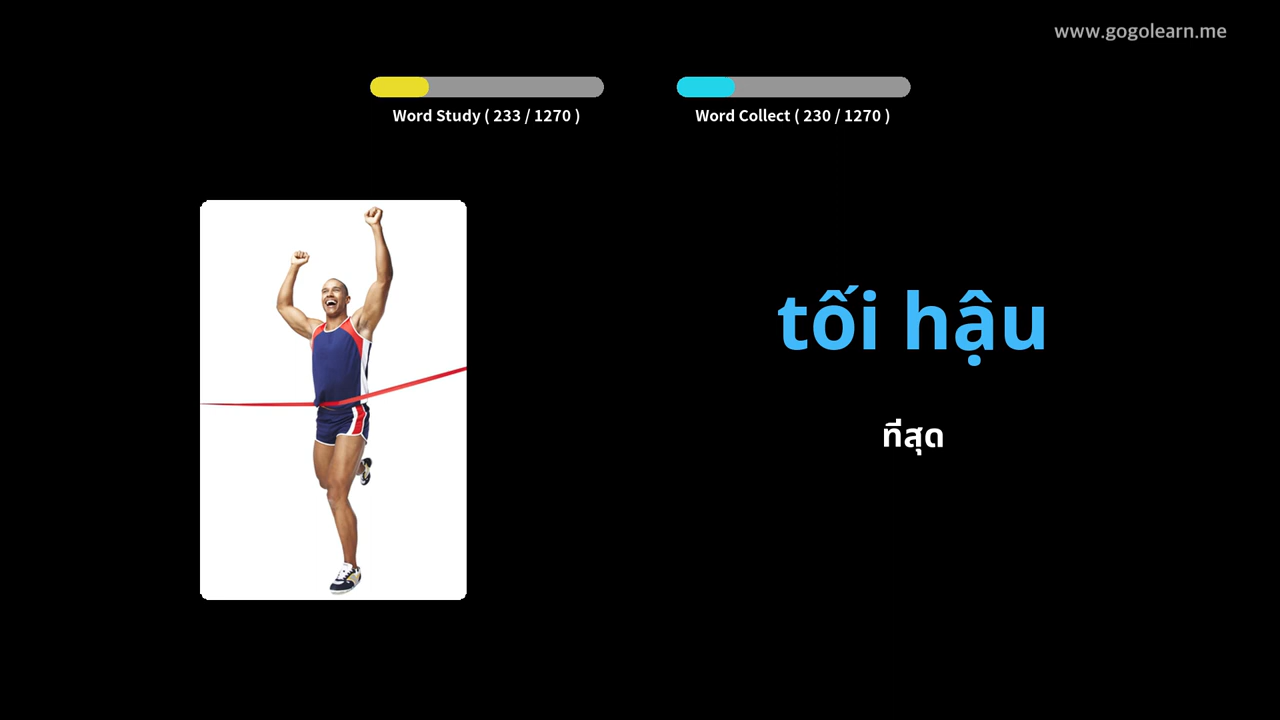 www.gogolearn.me
Word Study ( 233 / 1270 )
Word Collect ( 230 / 1270 )
tối hậu
ที่สุด